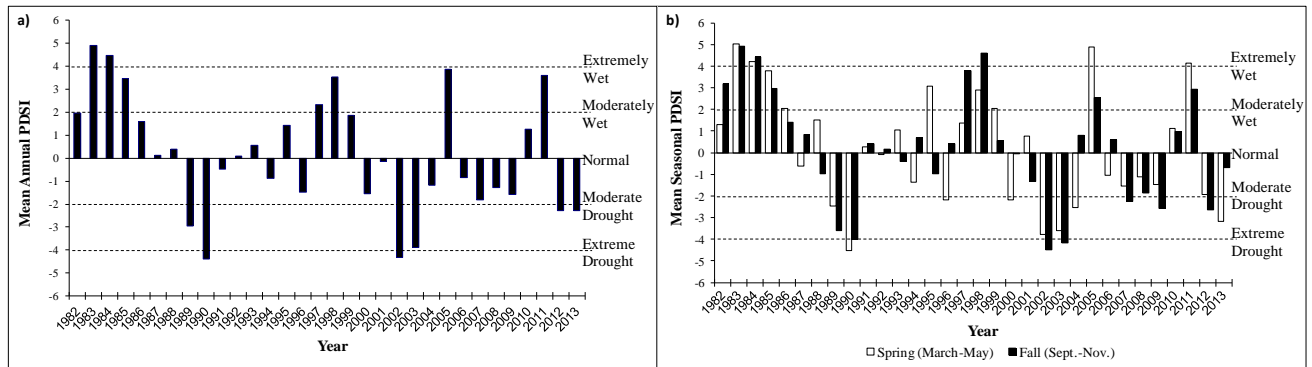 a)
Mean Annual PDSI
6
5
4
3
2
1
0
-1
-2
-3
-4
-5
-6
Extremely
Wet
Moderately
Wet
Normal
Moderate
Drought
Extreme
Drought
1982 1983 1984 1985 1986 1987 1988 1989 1990 1991 1992 1993 1994 1995 1996 1997 1998 1999 2000 2001 2002 2003 2004 2005 2006 2007 2008 2009 2010 2011 2012 2013
Year
b)
Mean Seasonal PDSI
6
5
4
3
2
1
0
-1
-2
-3
-4
-5
-6
Extremely
Wet
Moderately
Wet
Normal
Moderate
Drought
Extreme
Drought
1982 1983 1984 1985 1986 1987 1988 1989 1990 1991 1992 1993 1994 1995 1996 1997 1998 1999 2000 2001 2002 2003 2004 2005 2006 2007 2008 2009 2010 2011 2012 2013
Year
Spring (March-May) Fall (Sept.-Nov.)